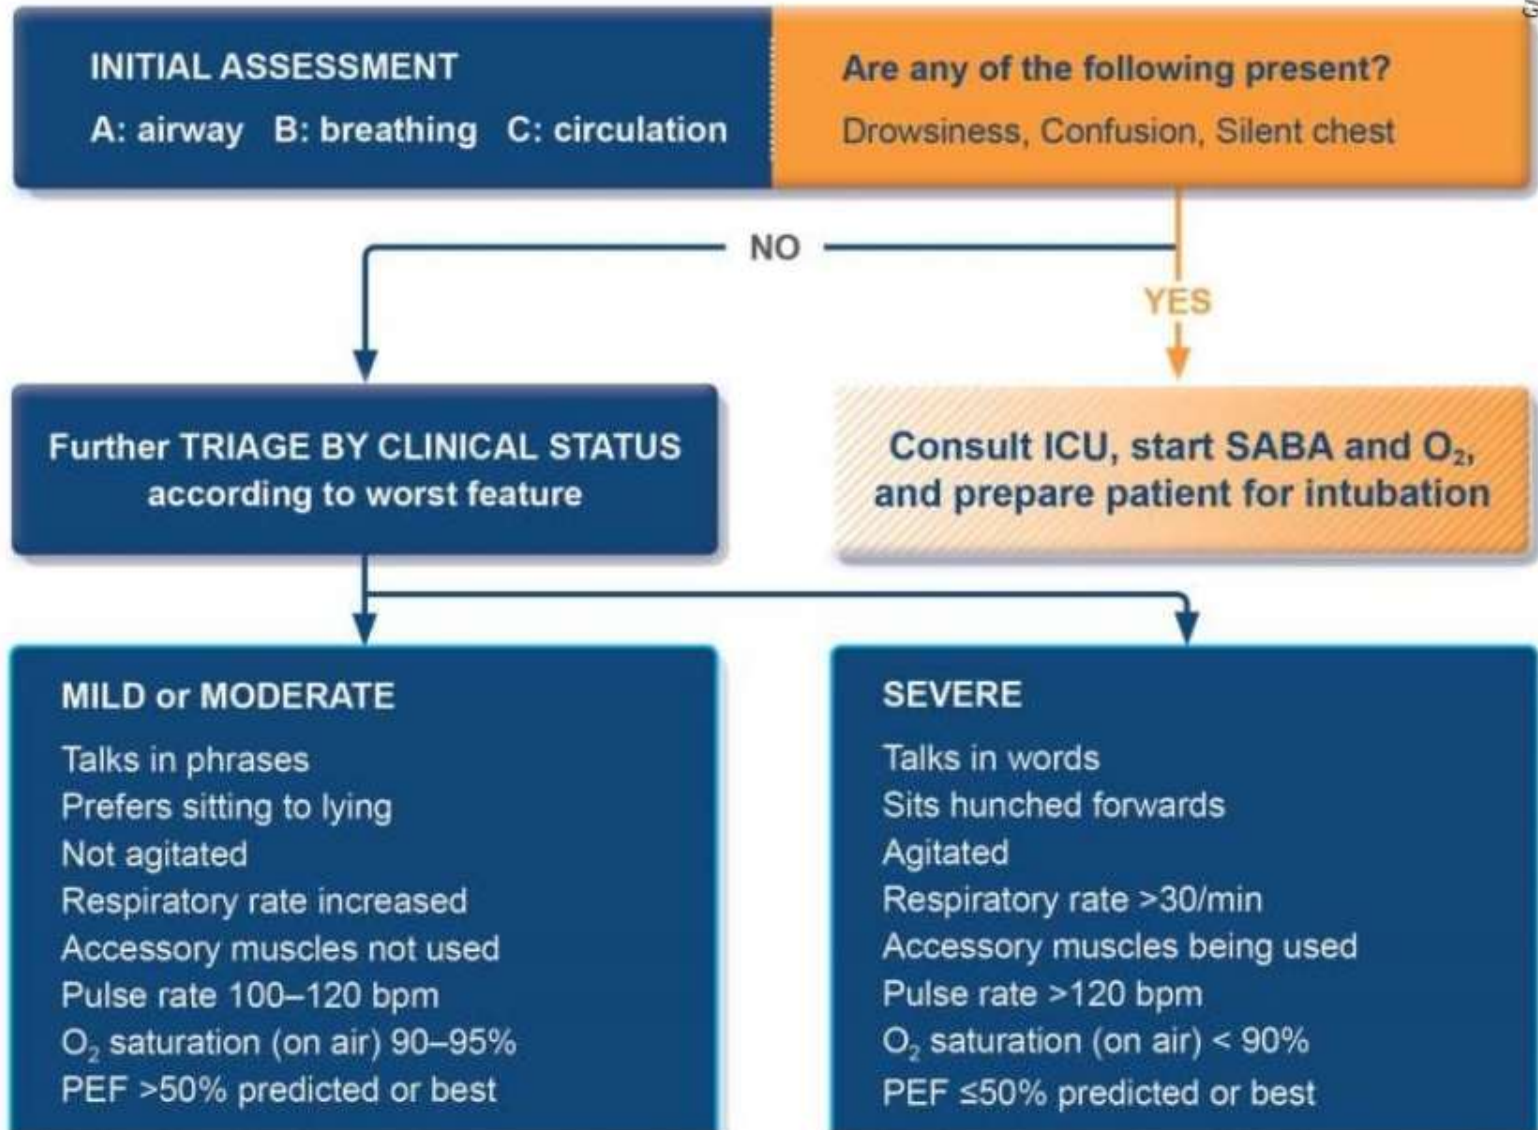 INITIAL ASSESSMENT
A: airway B: breathing C: circulation
Are any of the following present?
Drowsiness, Confusion, Silent chest
NO
YES
Further TRIAGE BY CLINICAL STATUS
according to worst feature
Consult ICU, start SABA and O₂,
and prepare patient for intubation
MILD or MODERATE
Talks in phrases
Prefers sitting to lying
Not agitated
Respiratory rate increased
Accessory muscles not used
Pulse rate 100–120 bpm
O₂ saturation (on air) 90–95%
PEF >50% predicted or best
SEVERE
Talks in words
Sits hunched forwards
Agitated
Respiratory rate >30/min
Accessory muscles being used
Pulse rate >120 bpm
O₂ saturation (on air) < 90%
PEF ≤50% predicted or best